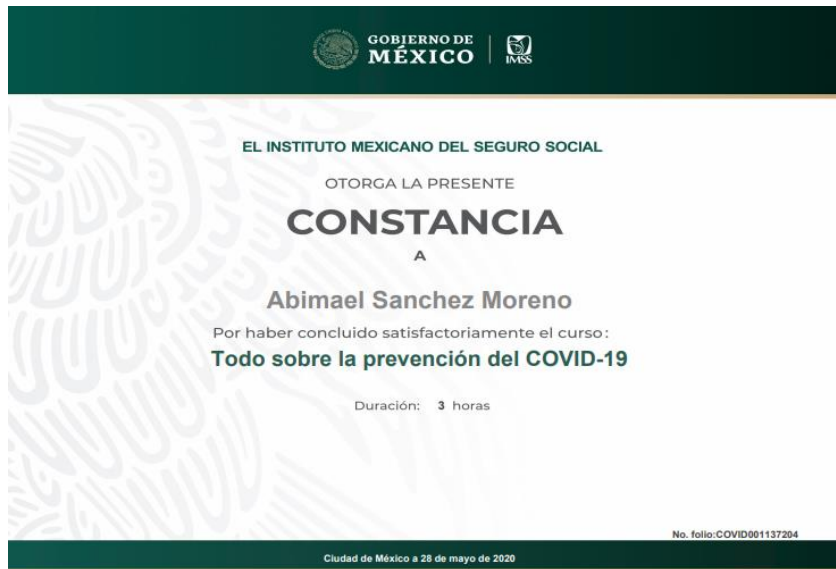 GOBIERNO DE
MÉXICO
IMSS
EL INSTITUTO MEXICANO DEL SEGURO SOCIAL
OTORGA LA PRESENTE
CONSTANCIA
A
Abimael Sanchez Moreno
Por haber concluido satisfactoriamente el curso:
Todo sobre la prevención del COVID-19
Duración: 3 horas
No. folio:COVID001137204
Ciudad de México a 28 de mayo de 2020